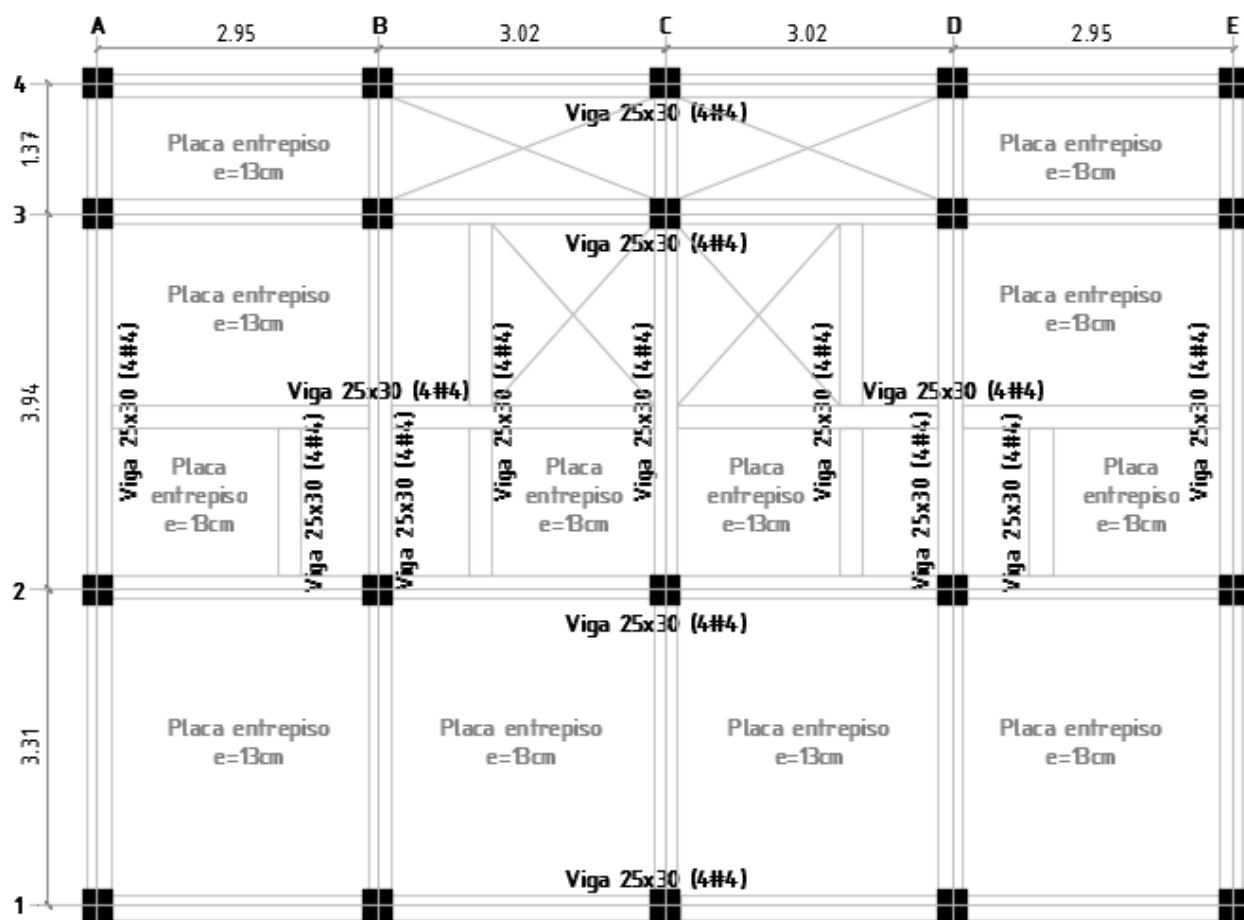 A B C D E
2.95 3.02 3.02 2.95
4
Viga 25x30 (4#4)
Placa entrepiso
e=13cm
Placa entrepiso
e=13cm
1.37
3
Viga 25x30 (4#4)
Placa entrepiso
e=13cm
Placa entrepiso
e=13cm
Viga 25x30 (4#4)
Viga 25x30 (4#4)
Viga 25x30 (4#4)
Viga 25x30 (4#4)
Viga 25x30 (4#4)
Viga 25x30 (4#4)
Viga 25x30 (4#4)
3.94
Viga 25x30 (4#4)
Viga 25x30 (4#4)
Viga 25x30 (4#4)
Viga 25x30 (4#4)
Placa
entrepiso
e=13cm
Placa
entrepiso
e=13cm
Placa
entrepiso
e=13cm
Placa
entrepiso
e=13cm
2
Viga 25x30 (4#4)
3.31
Placa entrepiso
e=13cm
Placa entrepiso
e=13cm
Placa entrepiso
e=13cm
Placa entrepiso
e=13cm
Viga 25x30 (4#4)
1